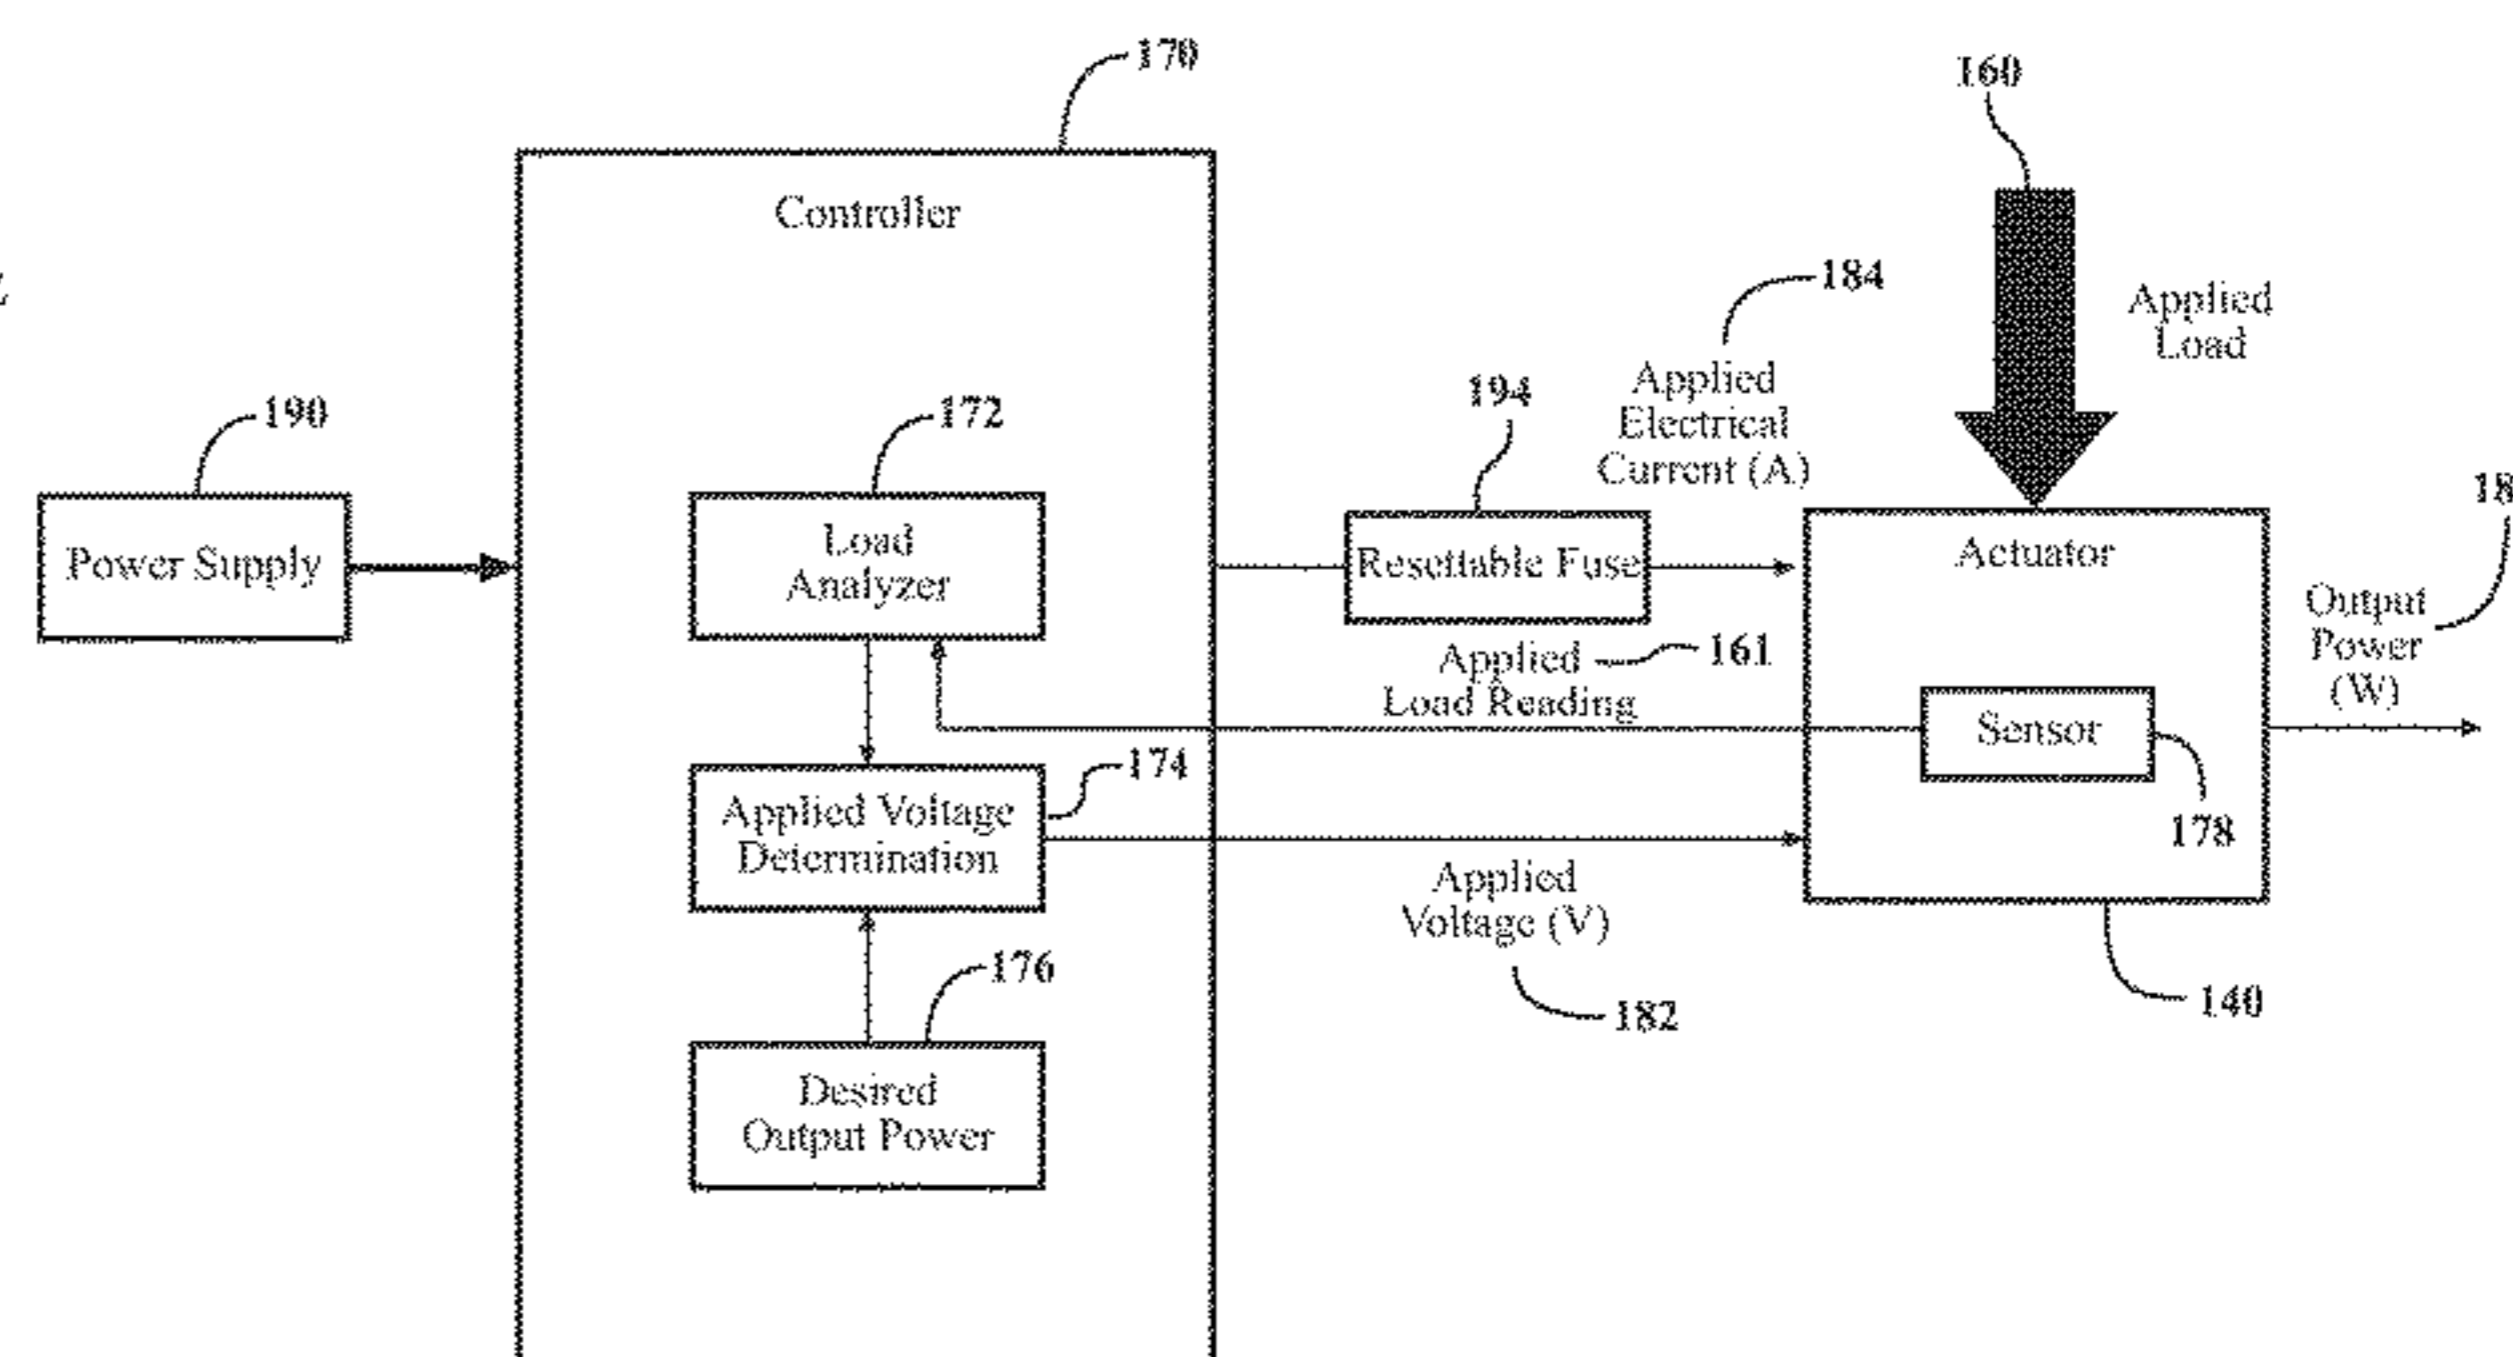 170
160
Controller
184
Applied
Load
Applied
Electrical
Current (A)
194
190
172
18
Power Supply
Load
Analyzer
Resettable Fuse
Actuator
Output
Power
(W)
Applied
Load Reading
161
Sensor
178
174
Applied Voltage
Determination
Applied
Voltage (V)
182
140
176
Desired
Output Power